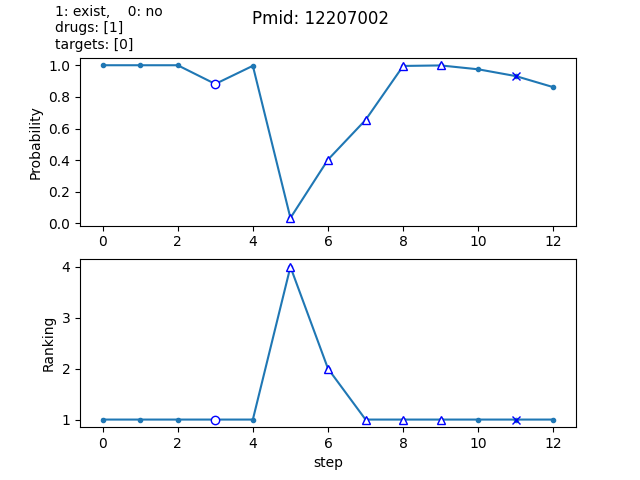 1: exist,    0: no
drugs: [1]
targets: [0]
Pmid: 12207002
Probability
1.0
0.8
0.6
0.4
0.2
0.0
0 2 4 6 8 10 12
Ranking
4
3
2
1
0 2 4 6 8 10 12
step